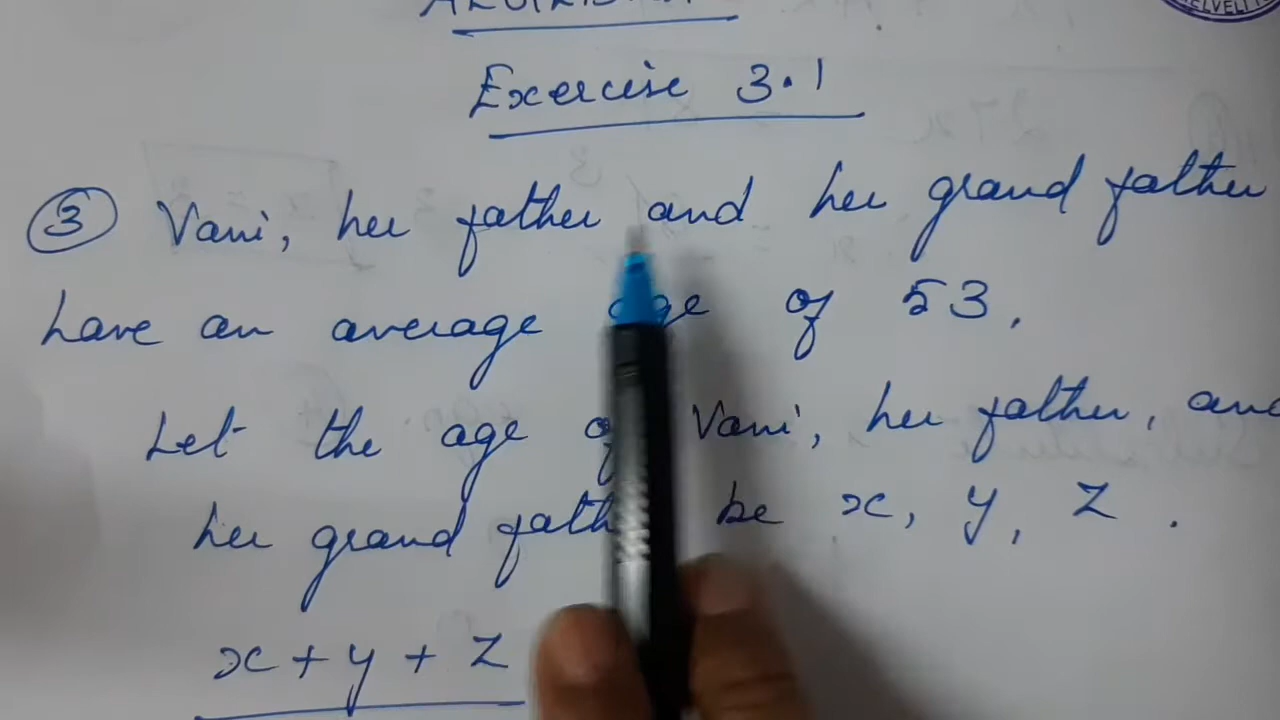 Exercise 3.1
③ Vani, her father and her grand father
have an average age of 53.
Let the age of Vani, her father, and
her grand father be x, y, z.
x + y + z